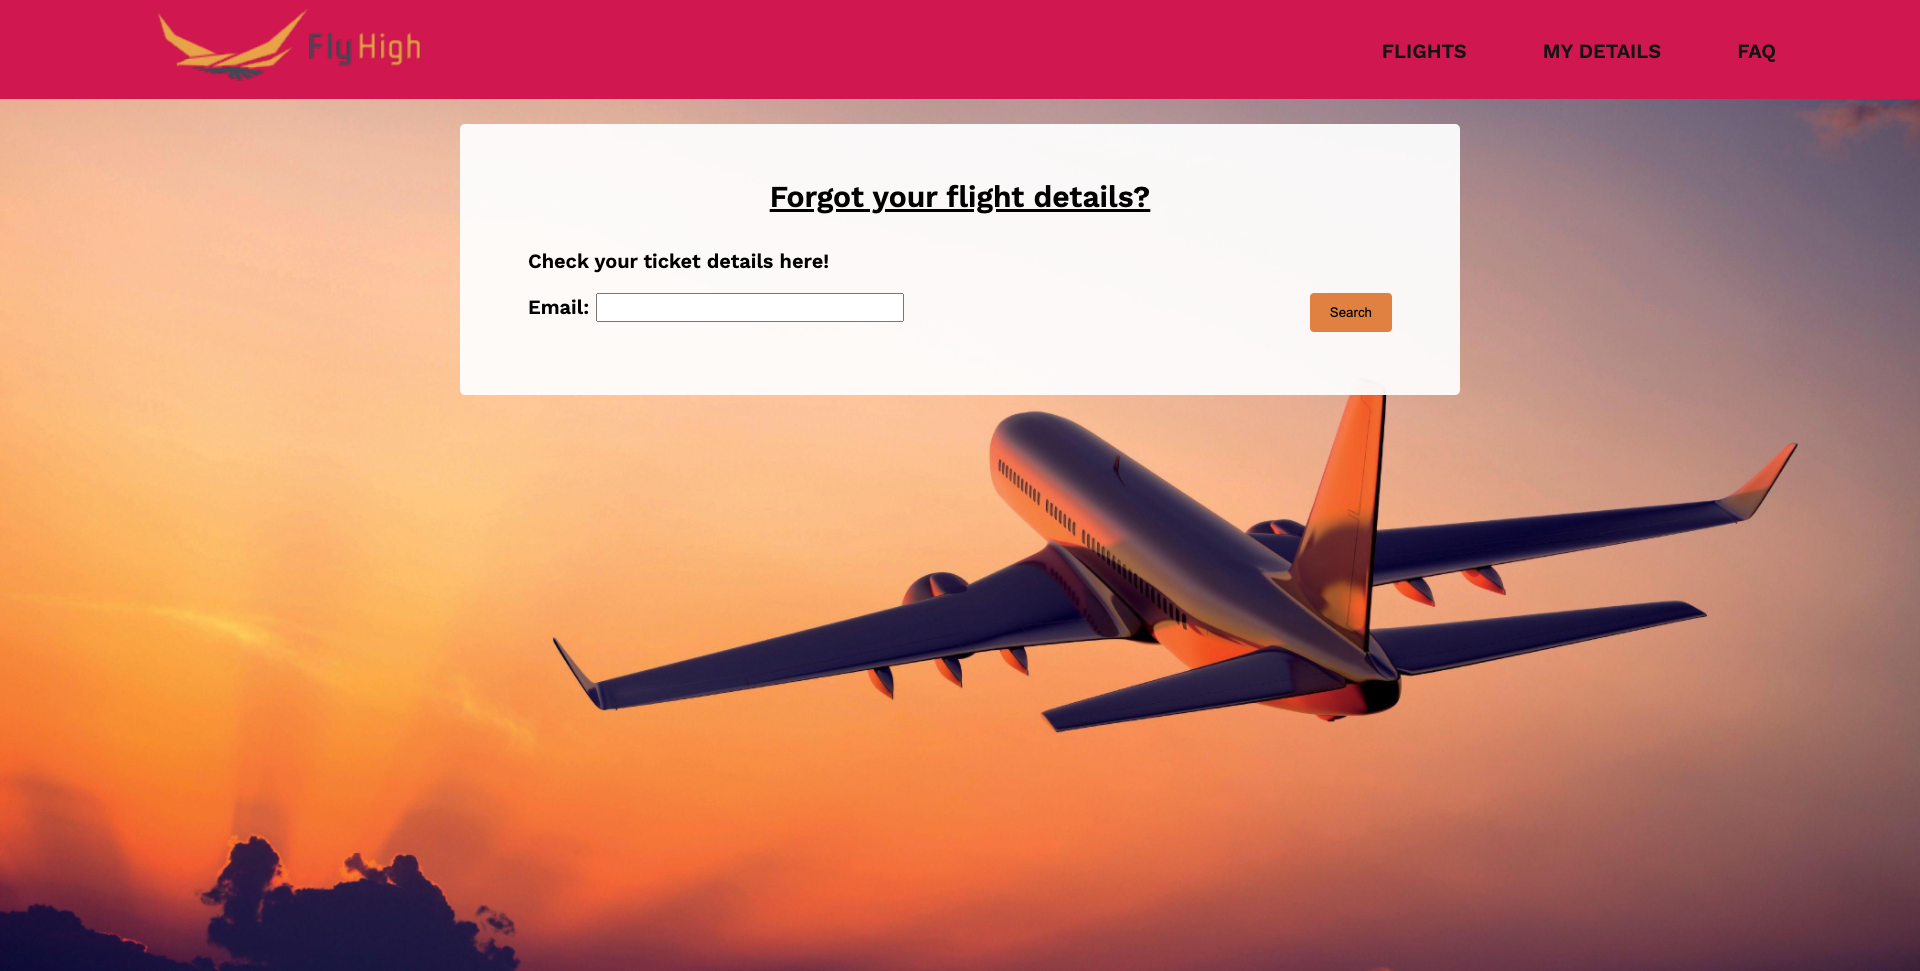 FlyHigh
FLIGHTS MY DETAILS FAQ
Forgot your flight details?
Check your ticket details here!
Email:
Search